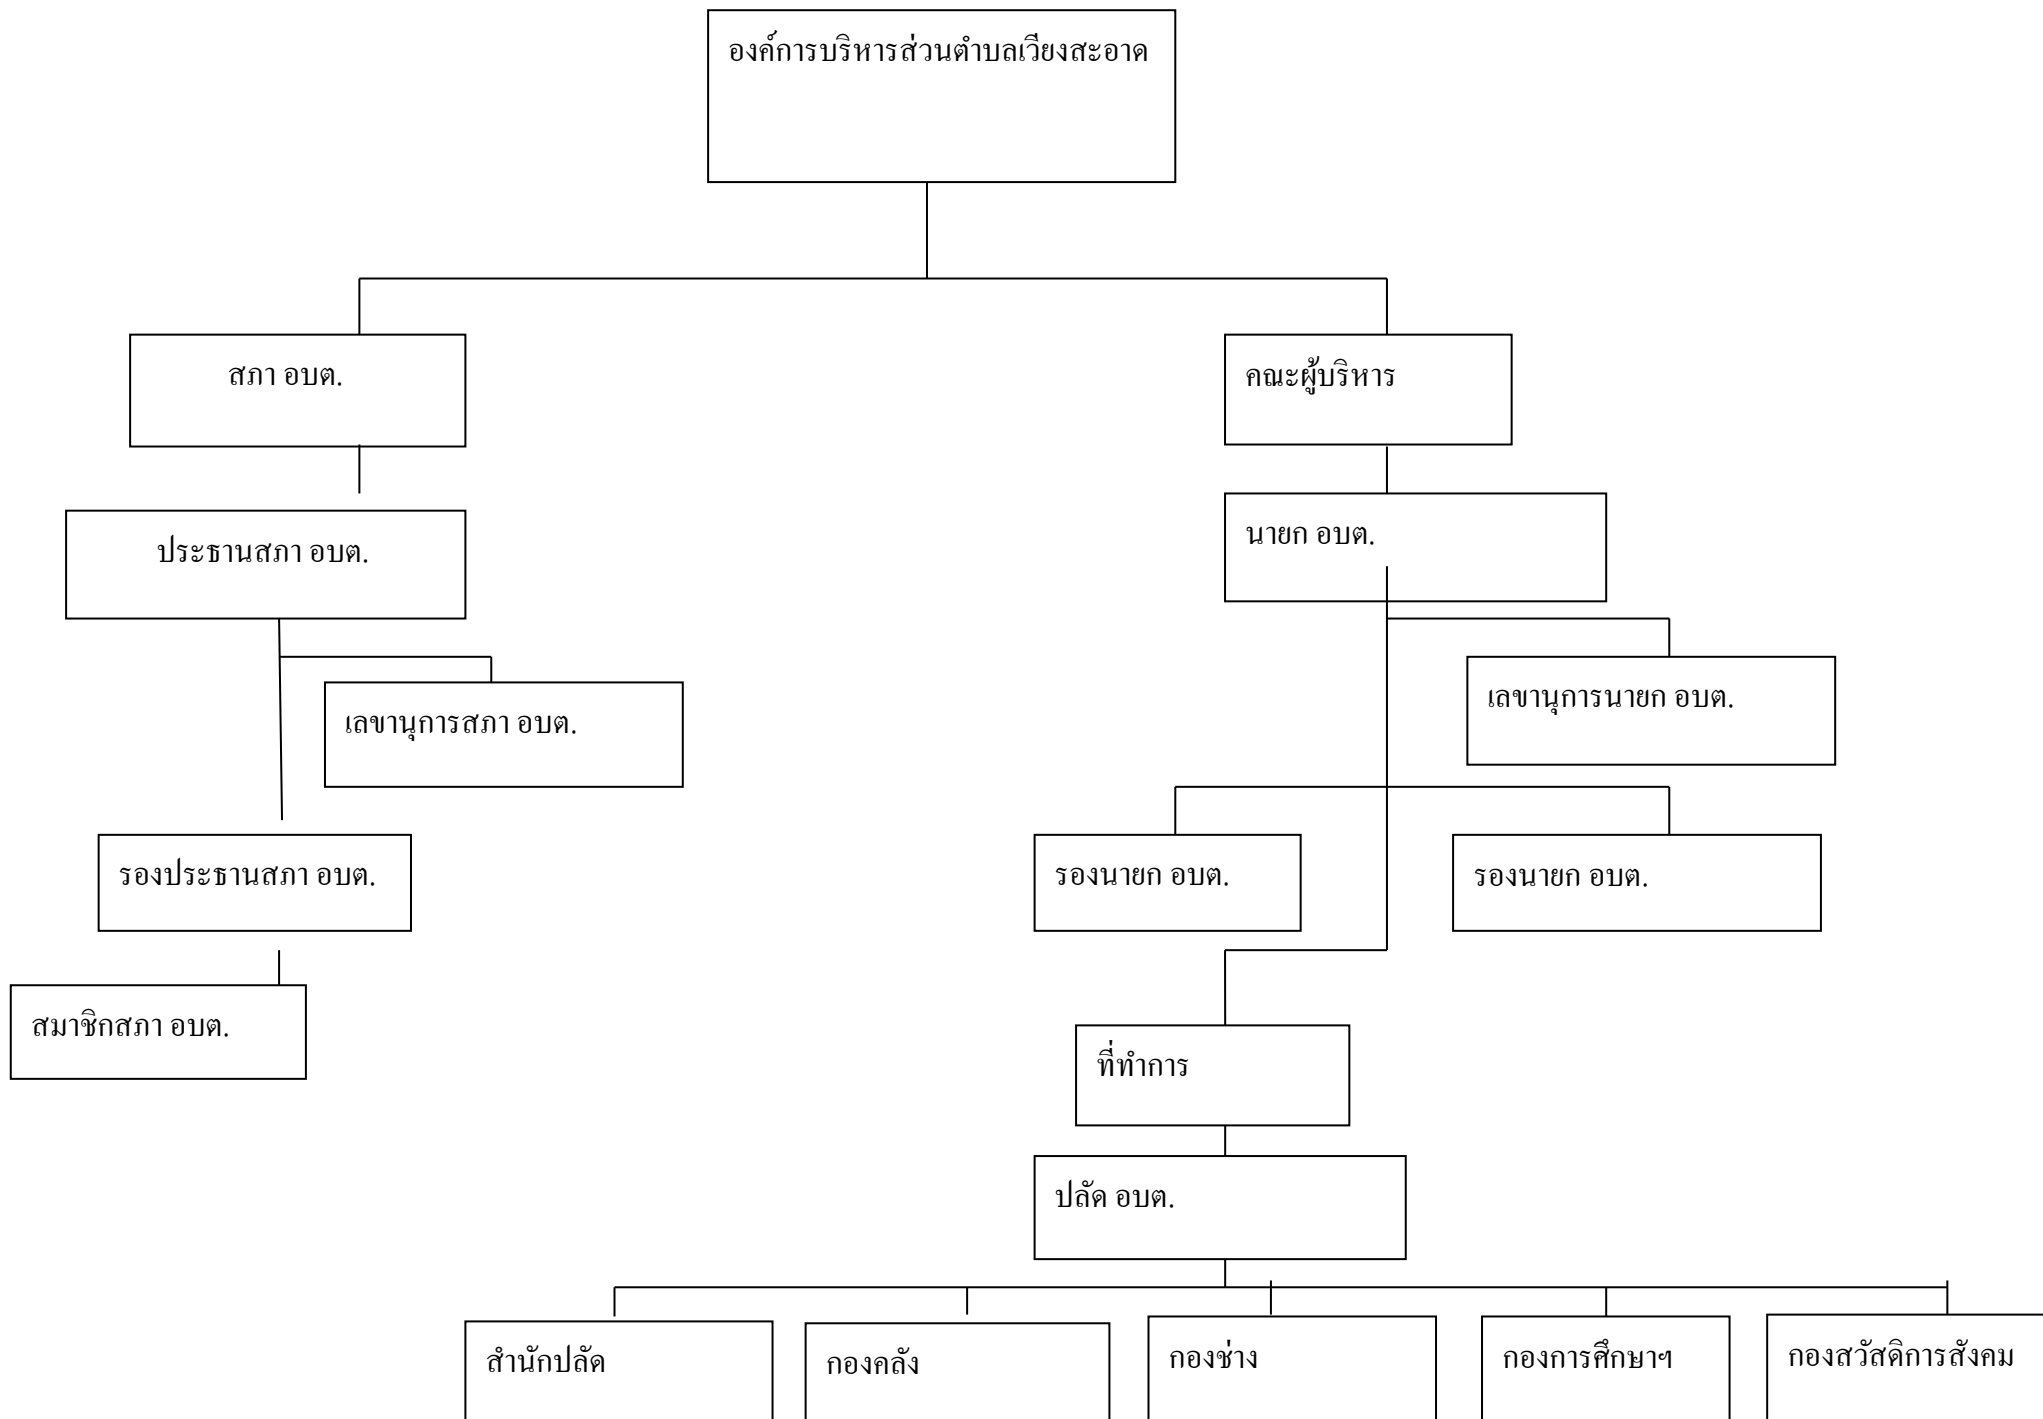 องค์การบริหารส่วนตำบลเวียงสะอาด
สภา อบต.
คณะผู้บริหาร
ประธานสภา อบต.
นายก อบต.
เลขานุการสภา อบต.
เลขานุการนายก อบต.
รองประธานสภา อบต.
รองนายก อบต.
รองนายก อบต.
สมาชิกสภา อบต.
ที่ทำการ
ปลัด อบต.
สำนักปลัด
กองคลัง
กองช่าง
กองการศึกษาฯ
กองสวัสดิการสังคม